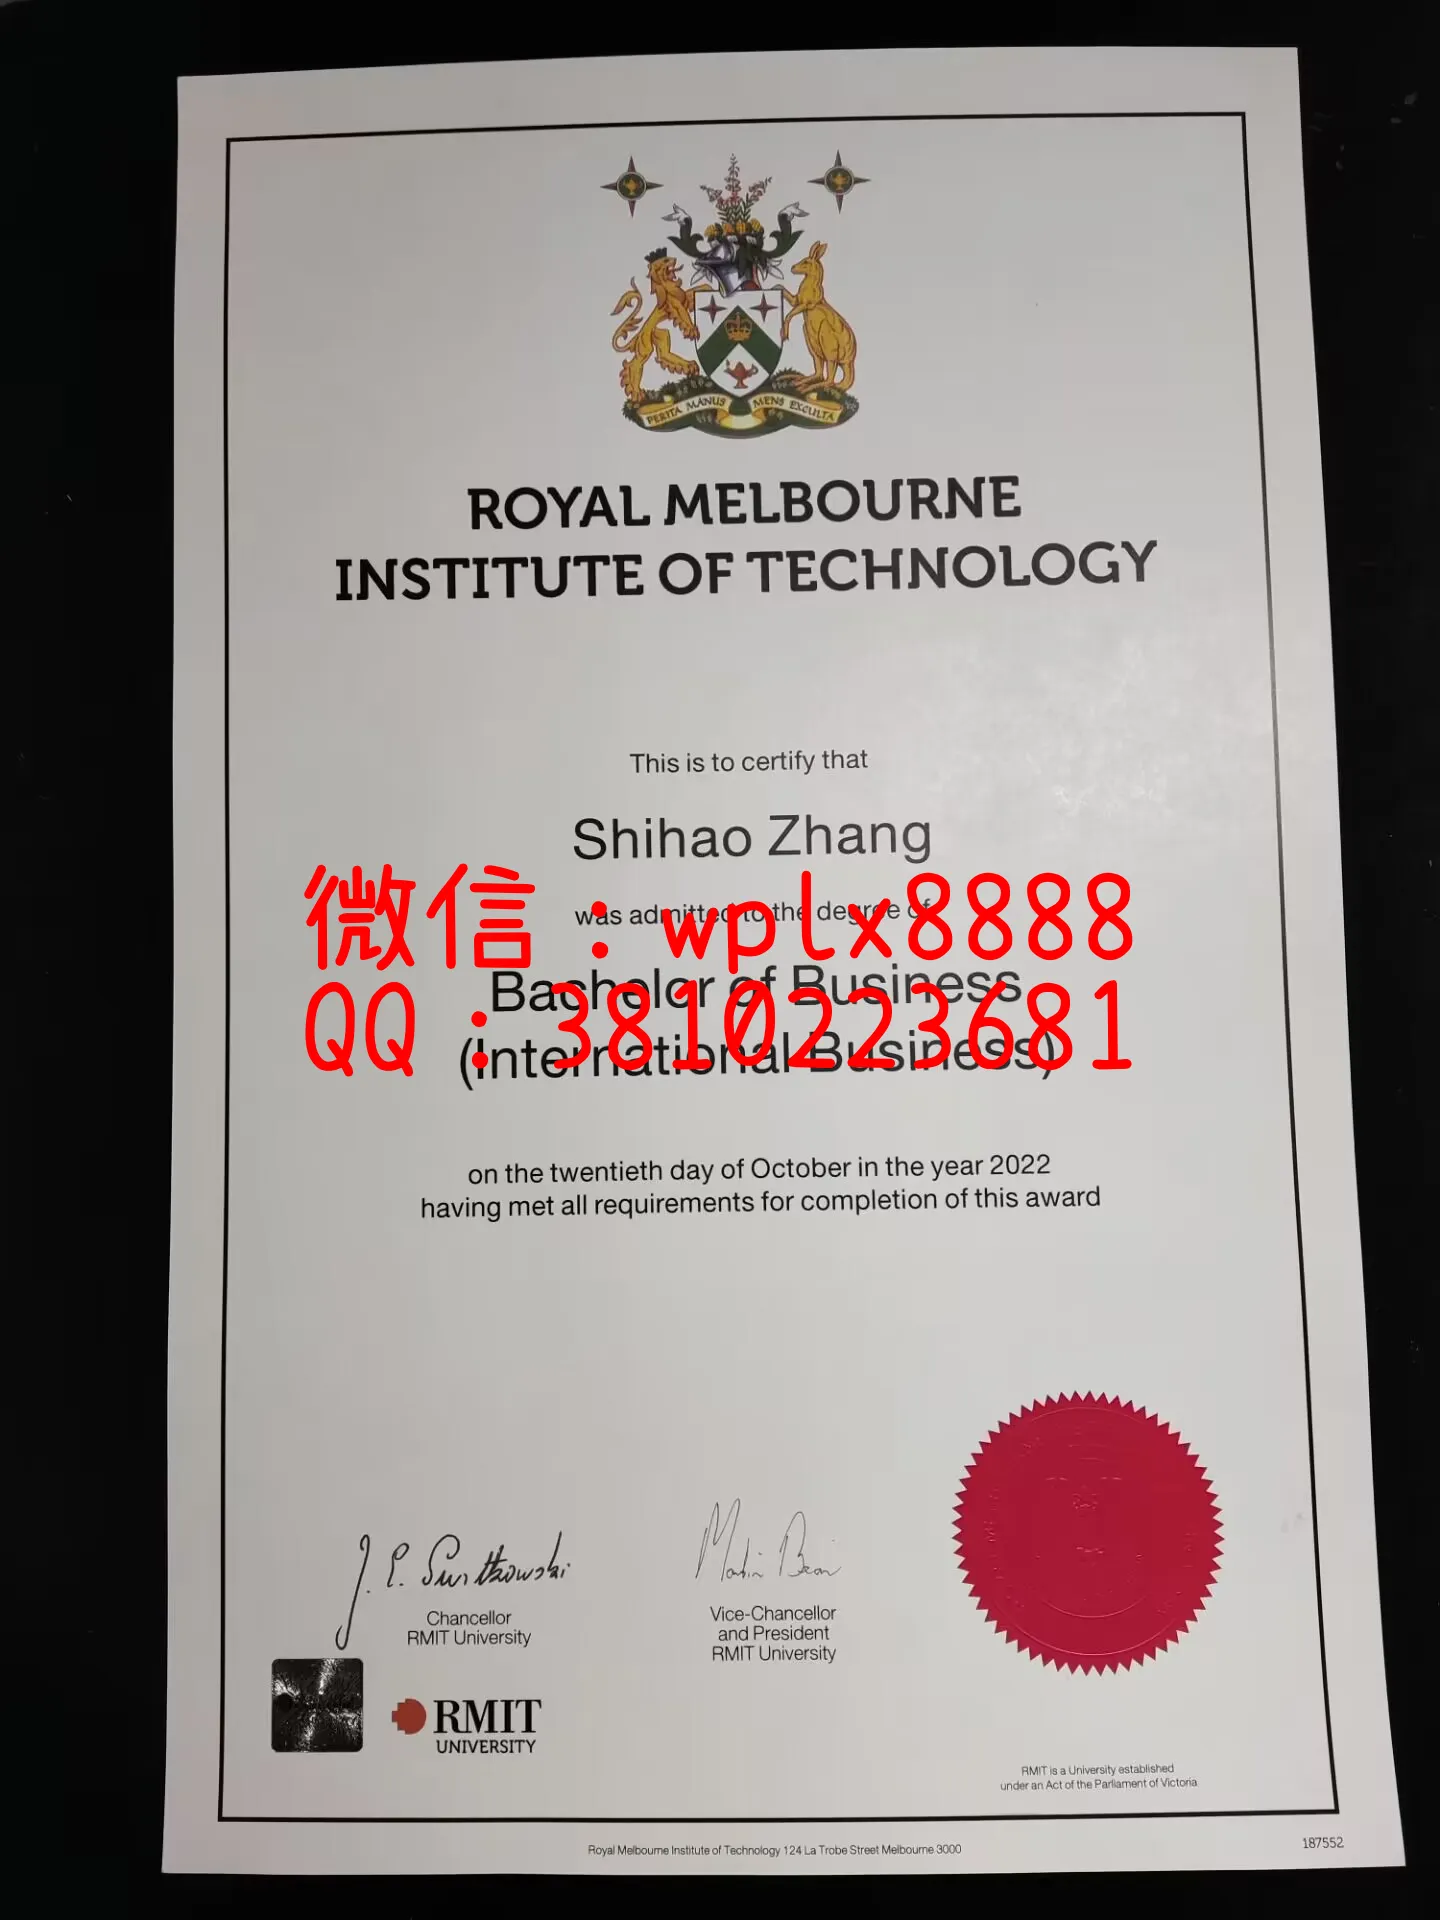 PERITA MANUS MENS EXCULTA
ROYAL MELBOURNE
INSTITUTE OF TECHNOLOGY
This is to certify that
Shihao Zhang
was admitted to the degree of
微信：wplx8888
Bachelor of Business
QQ：3810223681
(International Business)
on the twentieth day of October in the year 2022
having met all requirements for completion of this award
Chancellor
RMIT University
Martin Bean
Vice-Chancellor
and President
RMIT University
RMIT
UNIVERSITY
RMIT is a University established
under an Act of the Parliament of Victoria
Royal Melbourne Institute of Technology 124 La Trobe Street Melbourne 3000
187552